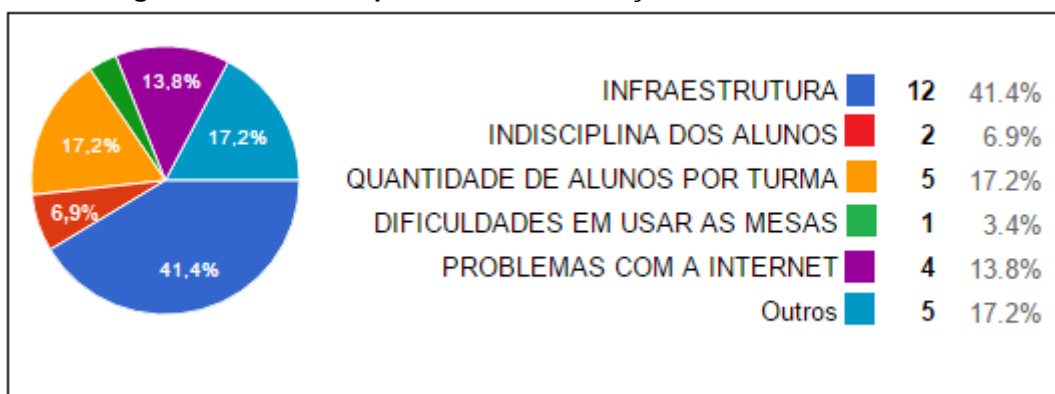 13,8%
17,2%
17,2%
6,9%
41,4%
INFRAESTRUTURA 12 41.4%
INDISCIPLINA DOS ALUNOS 2 6.9%
QUANTIDADE DE ALUNOS POR TURMA 5 17.2%
DIFICULDADES EM USAR AS MESAS 1 3.4%
PROBLEMAS COM A INTERNET 4 13.8%
Outros 5 17.2%